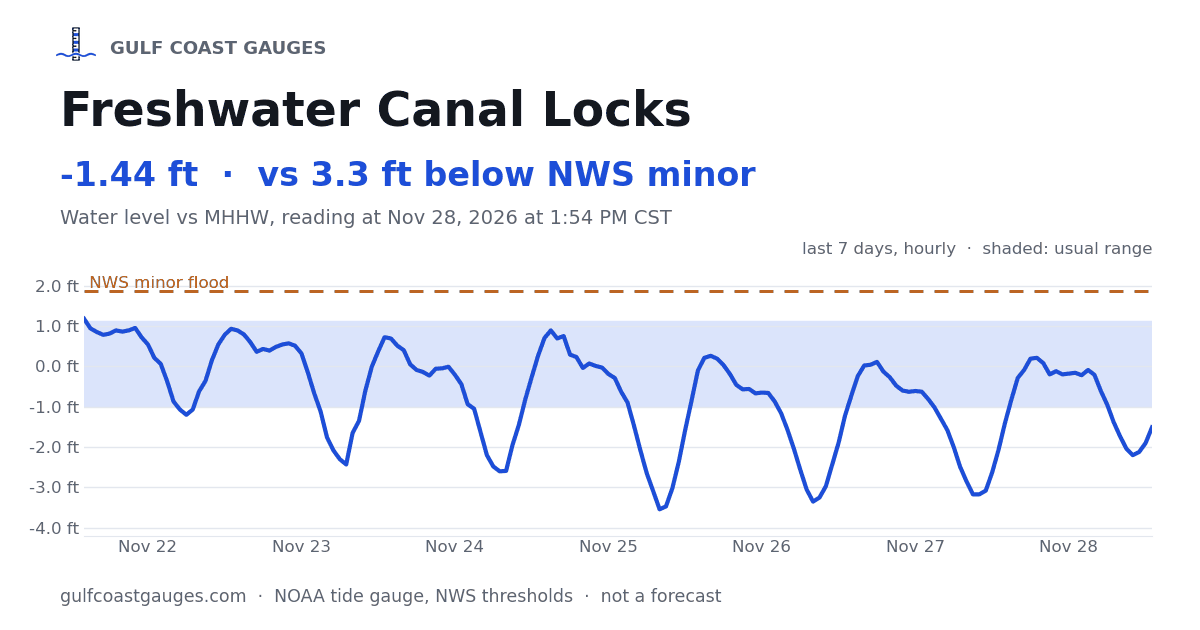 GULF COAST GAUGES
Freshwater Canal Locks
-1.44 ft · vs 3.3 ft below NWS minor
Water level vs MHHW, reading at Nov 28, 2026 at 1:54 PM CST
last 7 days, hourly · shaded: usual range
NWS minor flood
2.0 ft
1.0 ft
0.0 ft
-1.0 ft
-2.0 ft
-3.0 ft
-4.0 ft
Nov 22 Nov 23 Nov 24 Nov 25 Nov 26 Nov 27 Nov 28
gulfcoastgauges.com · NOAA tide gauge, NWS thresholds · not a forecast